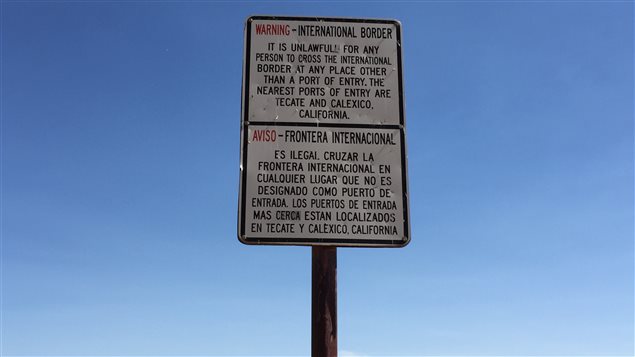 WARNING - INTERNATIONAL BORDER
IT IS UNLAWFULL FOR ANY
PERSON TO CROSS THE INTERNATIONAL
BORDER AT ANY PLACE OTHER
THAN A PORT OF ENTRY. THE
NEAREST PORTS OF ENTRY ARE
TECATE AND CALEXICO,
CALIFORNIA.
AVISO - FRONTERA INTERNACIONAL
ES ILEGAL CRUZAR LA
FRONTERA INTERNACIONAL EN
CUALQUIER LUGAR QUE NO ES
DESIGNADO COMO PUERTO DE
ENTRADA. LOS PUERTOS DE ENTRADA
MAS CERCA ESTAN LOCALIZADOS
EN TECATE Y CALEXICO, CALIFORNIA